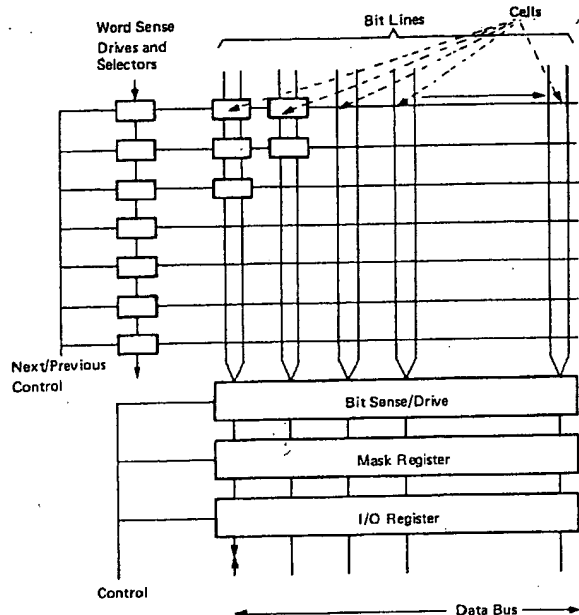 Word Sense
Drives and
Selectors
Bit Lines
Cells
Next/Previous
Control
Bit Sense/Drive
Mask Register
I/O Register
Control
Data Bus